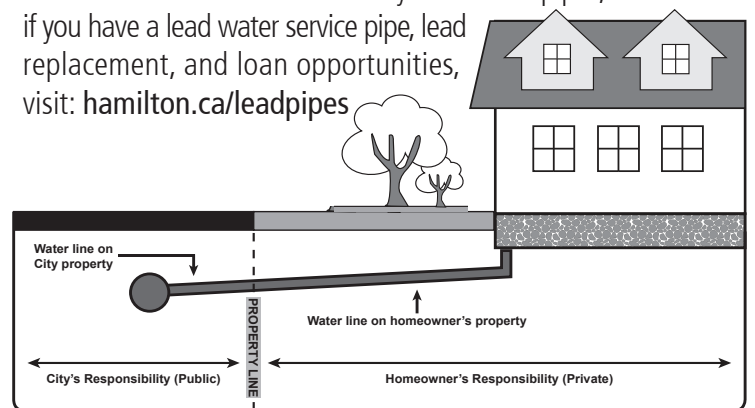 if you have a lead water service pipe, lead
replacement, and loan opportunities,
visit: hamilton.ca/leadpipes
Water line on
City property
PROPERTY LINE
Water line on homeowner's property
City's Responsibility (Public)
Homeowner's Responsibility (Private)